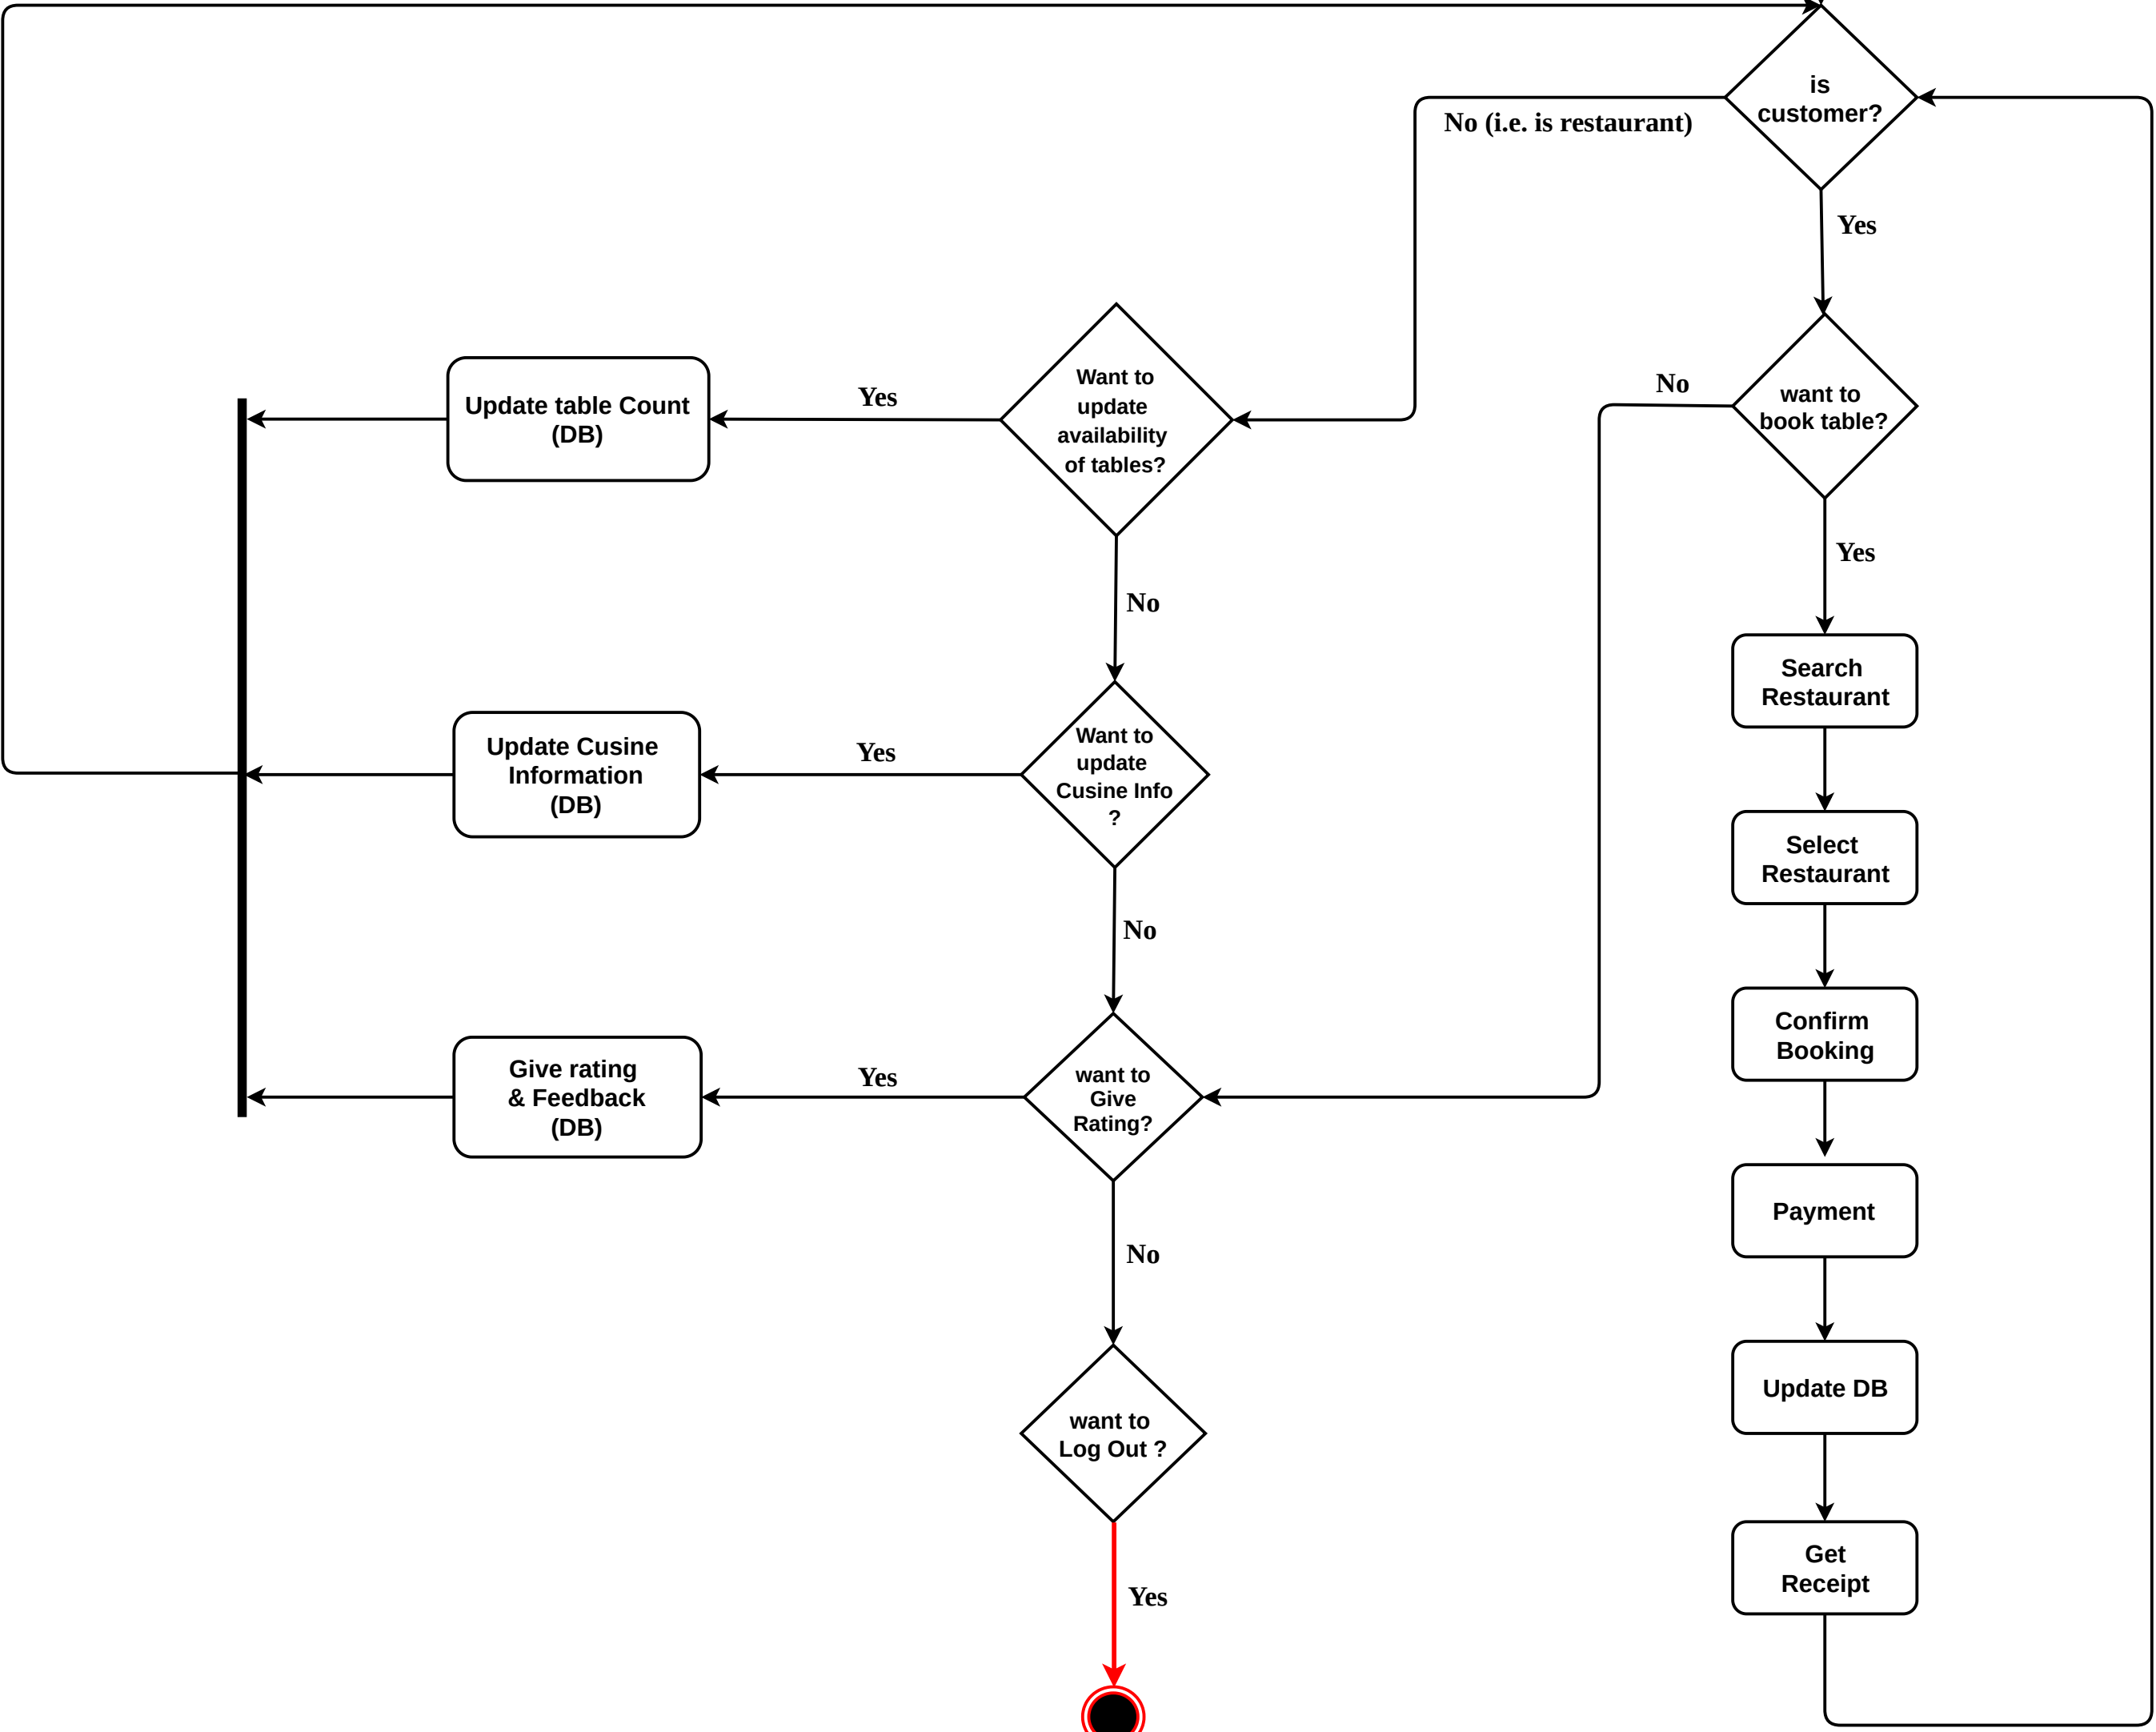 is
customer?
No (i.e. is restaurant)
Yes
Want to
update
availability
of tables?
Yes
Update table Count
(DB)
No
want to
book table?
Yes
No
Search
Restaurant
Want to
update
Cusine Info
?
Yes
Update Cusine
Information
(DB)
Select
Restaurant
No
Confirm
Booking
want to
Give
Rating?
Yes
Give rating
& Feedback
(DB)
Payment
No
Update DB
want to
Log Out ?
Get
Receipt
Yes